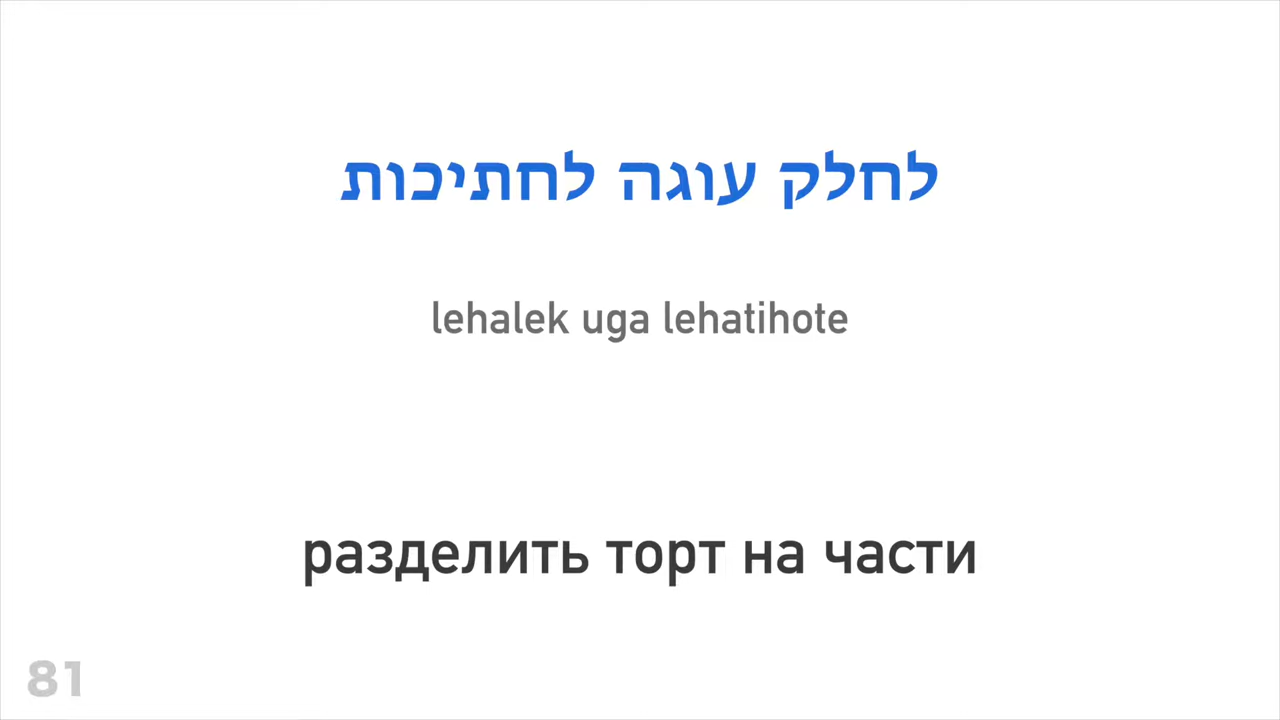 לחלק עוגה לחתיכות
lehalek uga lehatihote
разделить торт на части
81